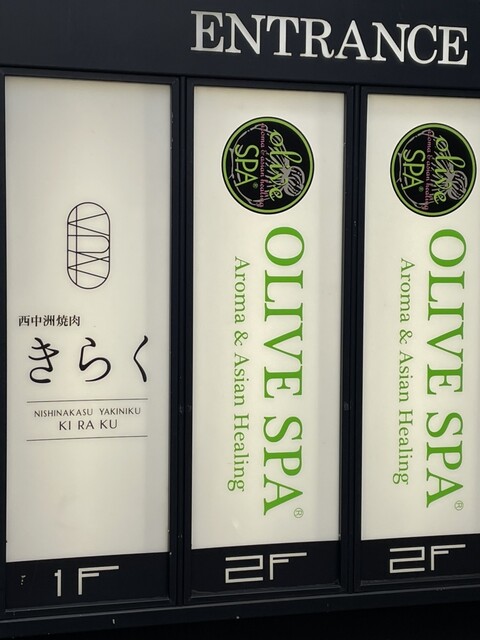 ENTRANCE
西中洲焼肉
きらく
NISHINAKASU YAKINIKU
KI RA KU
1F
olive
aroma & asian healing
SPA
OLIVE SPA®
Aroma & Asian Healing
2F
olive
aroma & asian healing
SPA
OLIVE SPA®
Aroma & Asian Healing
2F